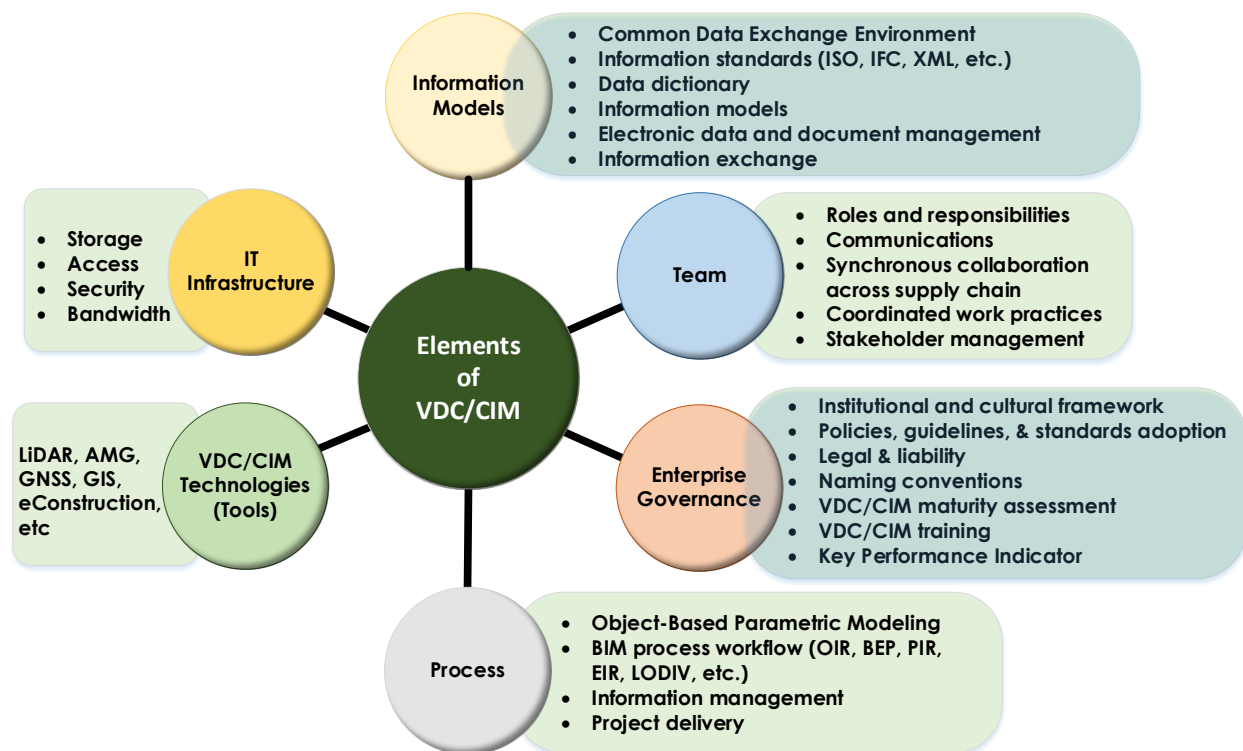 Information
Models
• Common Data Exchange Environment
• Information standards (ISO, IFC, XML, etc.)
• Data dictionary
• Information models
• Electronic data and document management
• Information exchange
• Storage
• Access
• Security
• Bandwidth
IT
Infrastructure
Team
• Roles and responsibilities
• Communications
• Synchronous collaboration
across supply chain
• Coordinated work practices
• Stakeholder management
Elements
of
VDC/CIM
LiDAR, AMG,
GNSS, GIS,
eConstruction,
etc
VDC/CIM
Technologies
(Tools)
Enterprise
Governance
• Institutional and cultural framework
• Policies, guidelines, & standards adoption
• Legal & liability
• Naming conventions
• VDC/CIM maturity assessment
• VDC/CIM training
• Key Performance Indicator
Process
• Object-Based Parametric Modeling
• BIM process workflow (OIR, BEP, PIR,
EIR, LODIV, etc.)
• Information management
• Project delivery